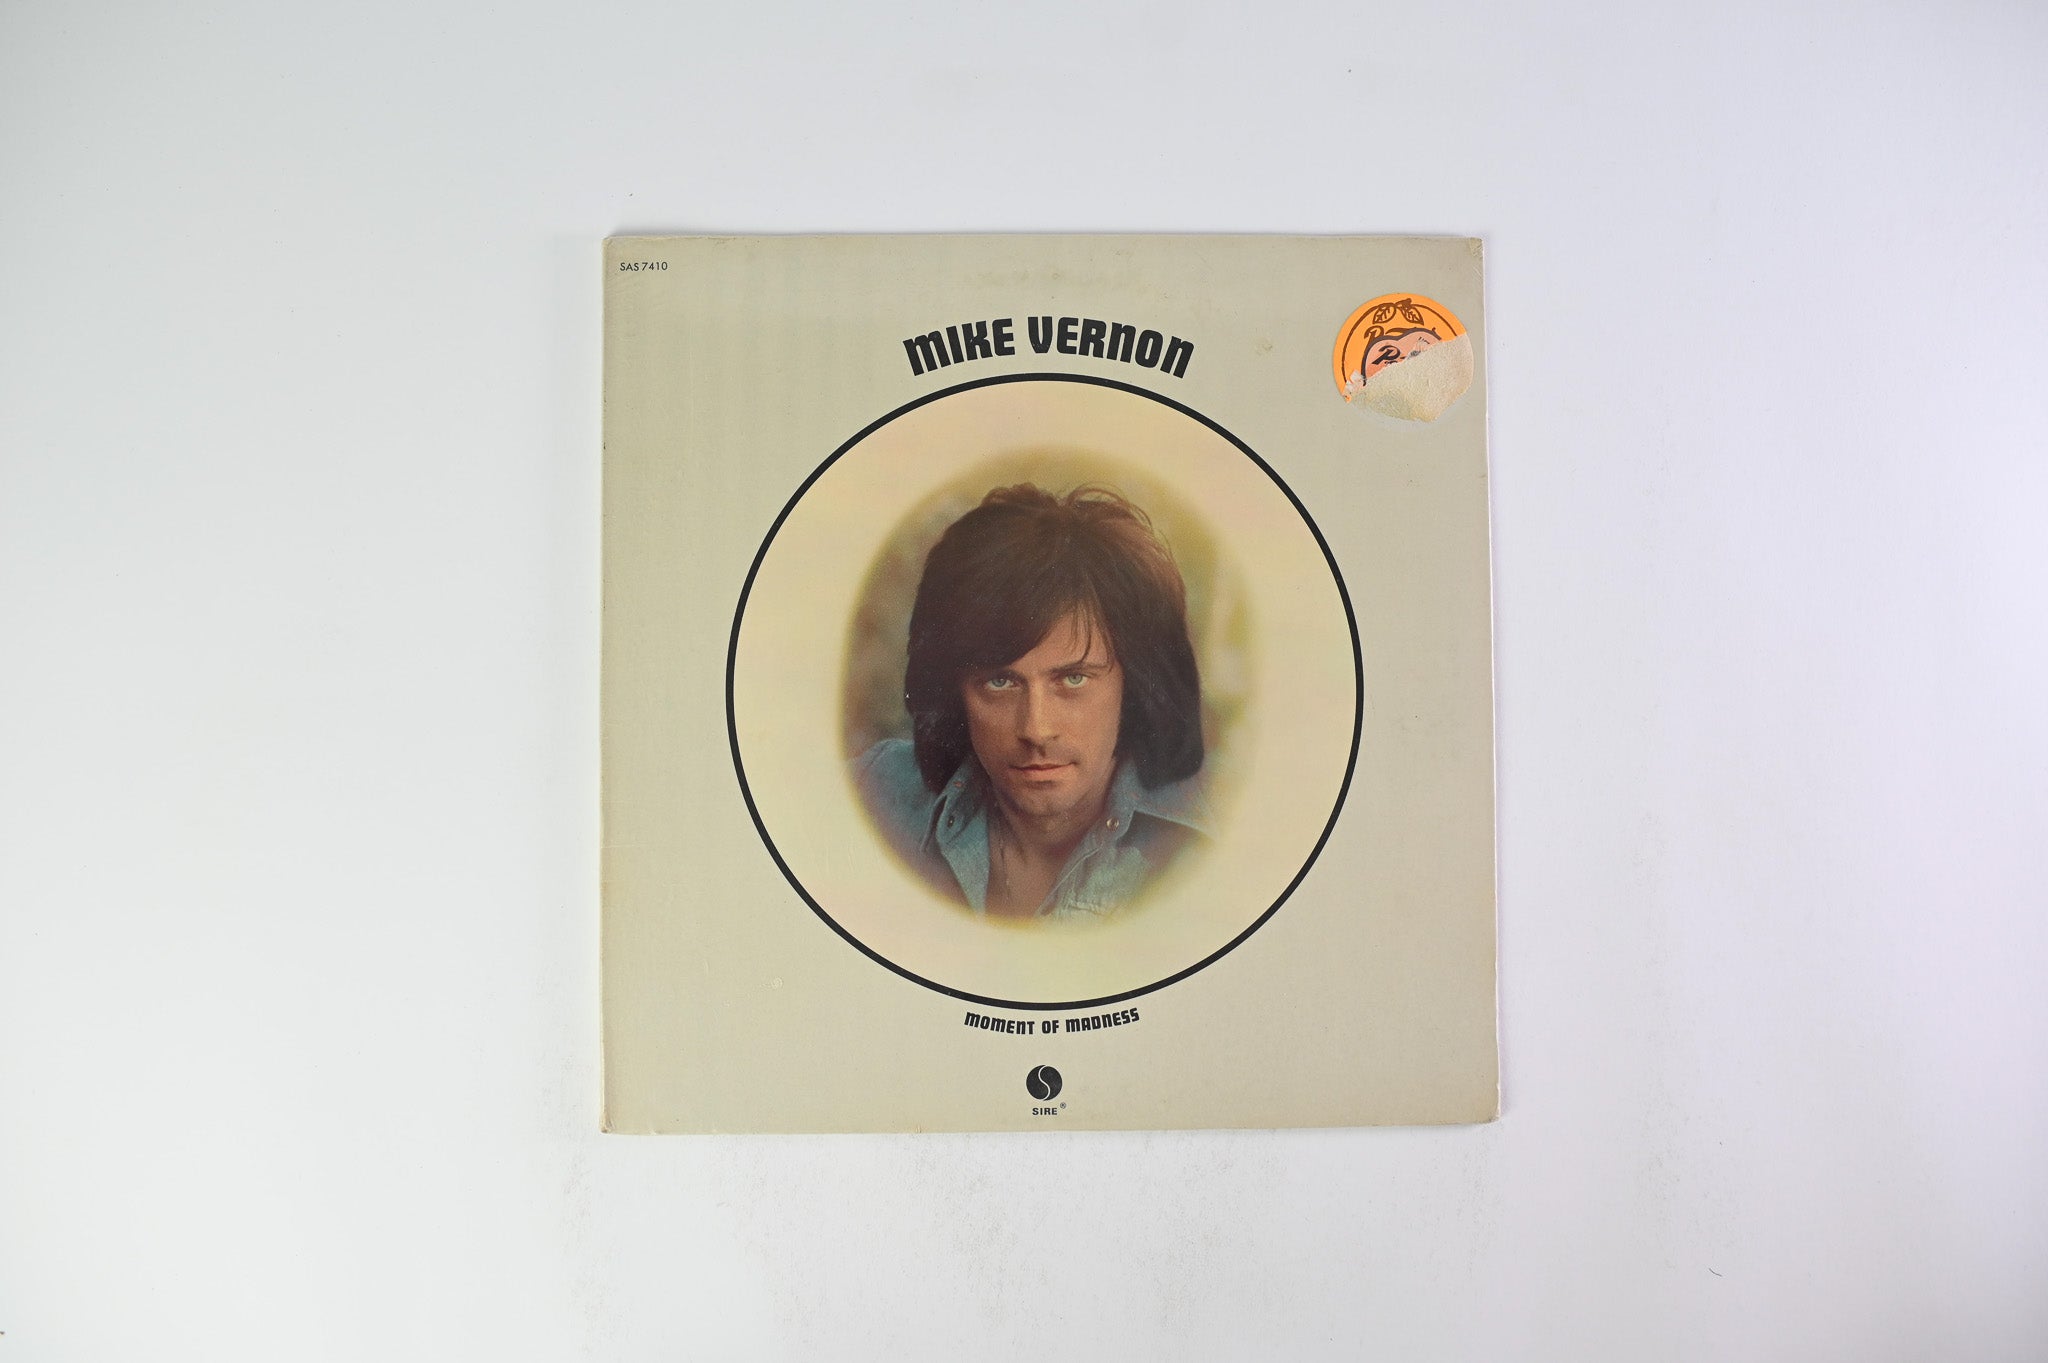 SAS 7410
MIKE VERNON
MOMENT OF MADNESS
SIRE®